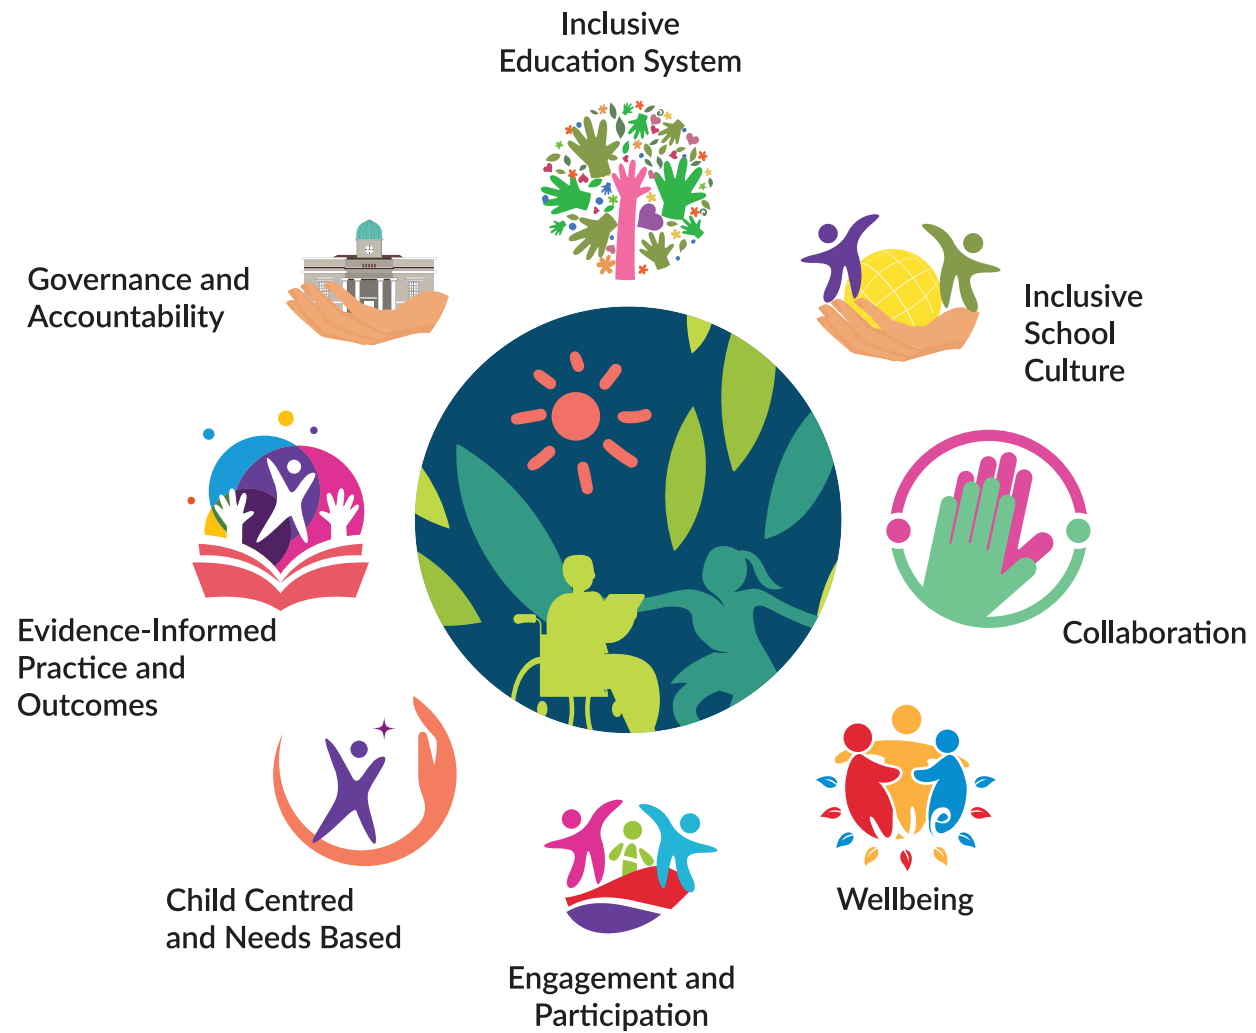 Inclusive
Education System
Governance and
Accountability
Inclusive
School
Culture
Evidence-Informed
Practice and
Outcomes
Collaboration
Child Centred
and Needs Based
Wellbeing
Engagement and
Participation